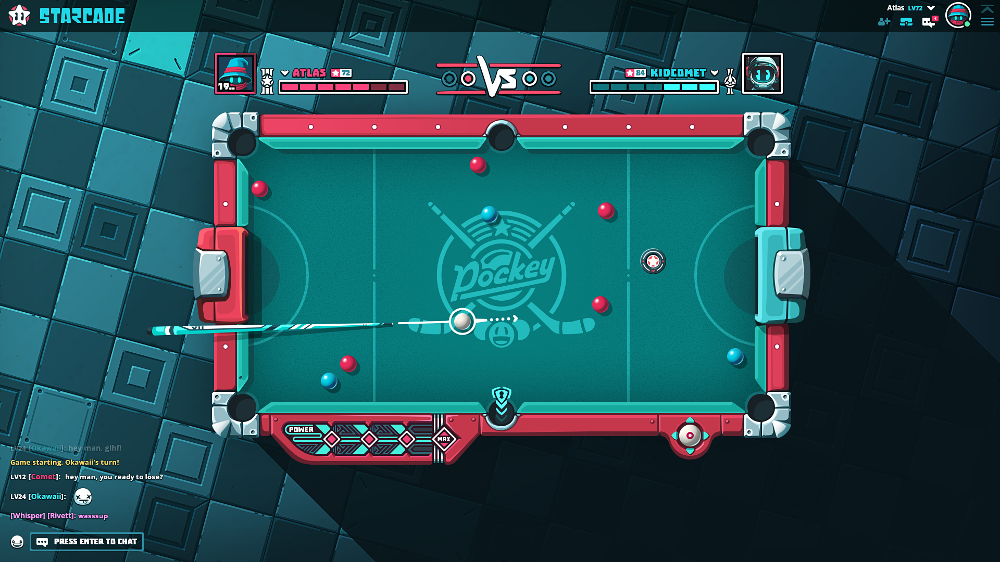 STARCADE
Atlas LV72
3
ATLAS 72
VS
84 KIDCOMET
19..
Pockey
IV
VII
POWER
MAX
LV24 [Okawaii]: hey man, glhf!
Game starting. Okawaii's turn!
LV12 [Comet]: hey man, you ready to lose?
LV24 [Okawaii]:
[Whisper] [Rivett]: wasssup
PRESS ENTER TO CHAT